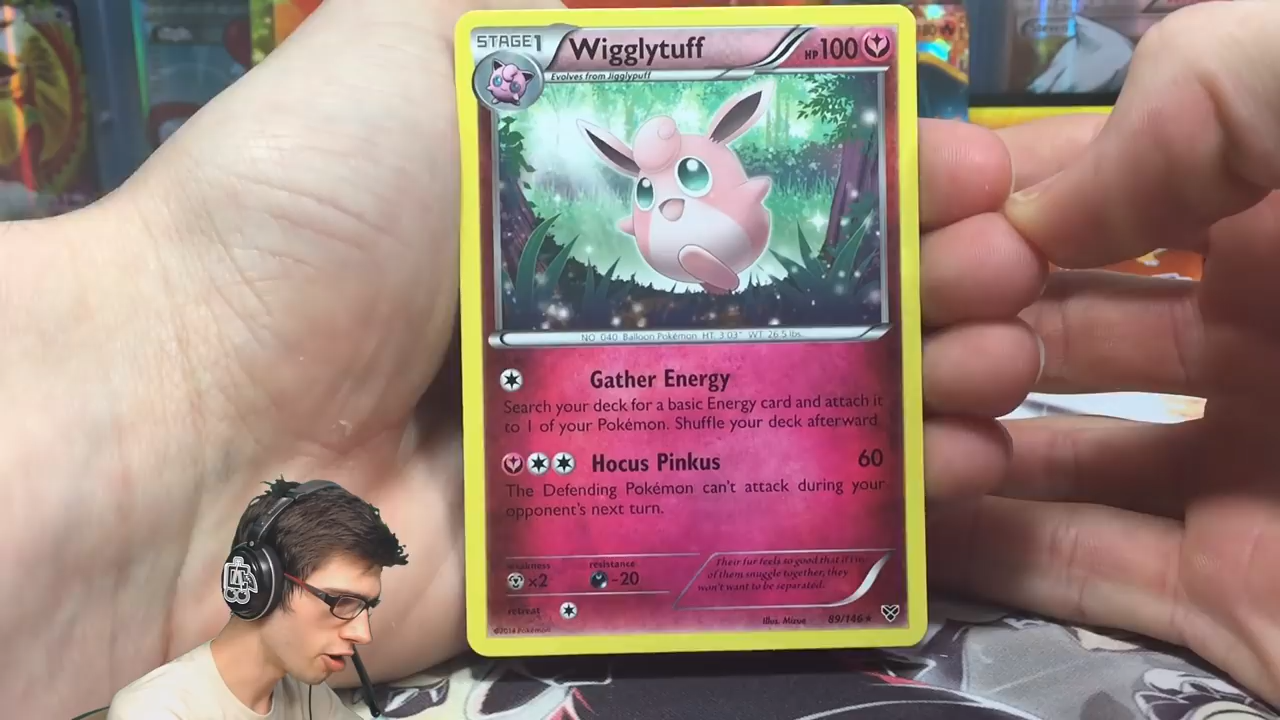 STAGE1 Wigglytuff HP100
Evolves from Jigglypuff
NO. 040 Balloon Pokémon HT. 3'03" WT. 26.5 lbs.
Gather Energy
Search your deck for a basic Energy card and attach it
to 1 of your Pokémon. Shuffle your deck afterward.
Hocus Pinkus 60
The Defending Pokémon can't attack during your
opponent's next turn.
weakness resistance
×2 -20
Their fur feels so good that if two
of them snuggle together, they
won't want to be separated.
retreat
Illus. Mizue 89/146★
©2014 Pokémon